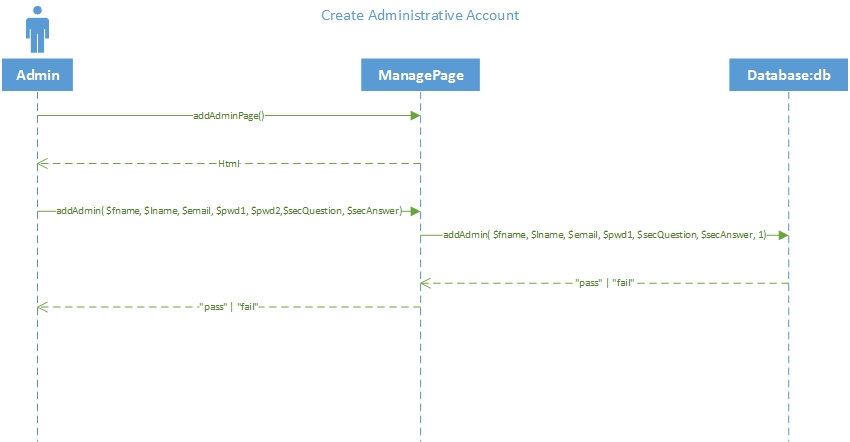 Create Administrative Account
Admin
ManagePage
Database:db
addAdminPage()
Html
addAdmin( $fname, $lname, $email, $pwd1, $pwd2,$secQuestion, $secAnswer)
addAdmin( $fname, $lname, $email, $pwd1, $secQuestion, $secAnswer, 1)
"pass" | "fail"
"pass" | "fail"